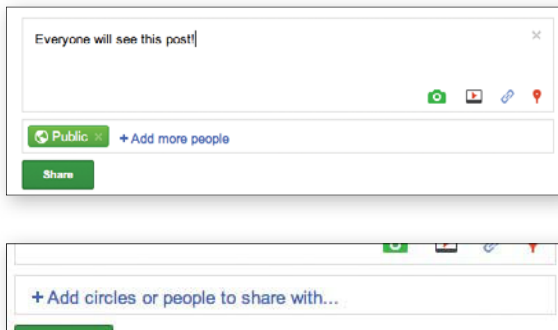 Everyone will see this post!
Public
+ Add more people
Share
+ Add circles or people to share with...